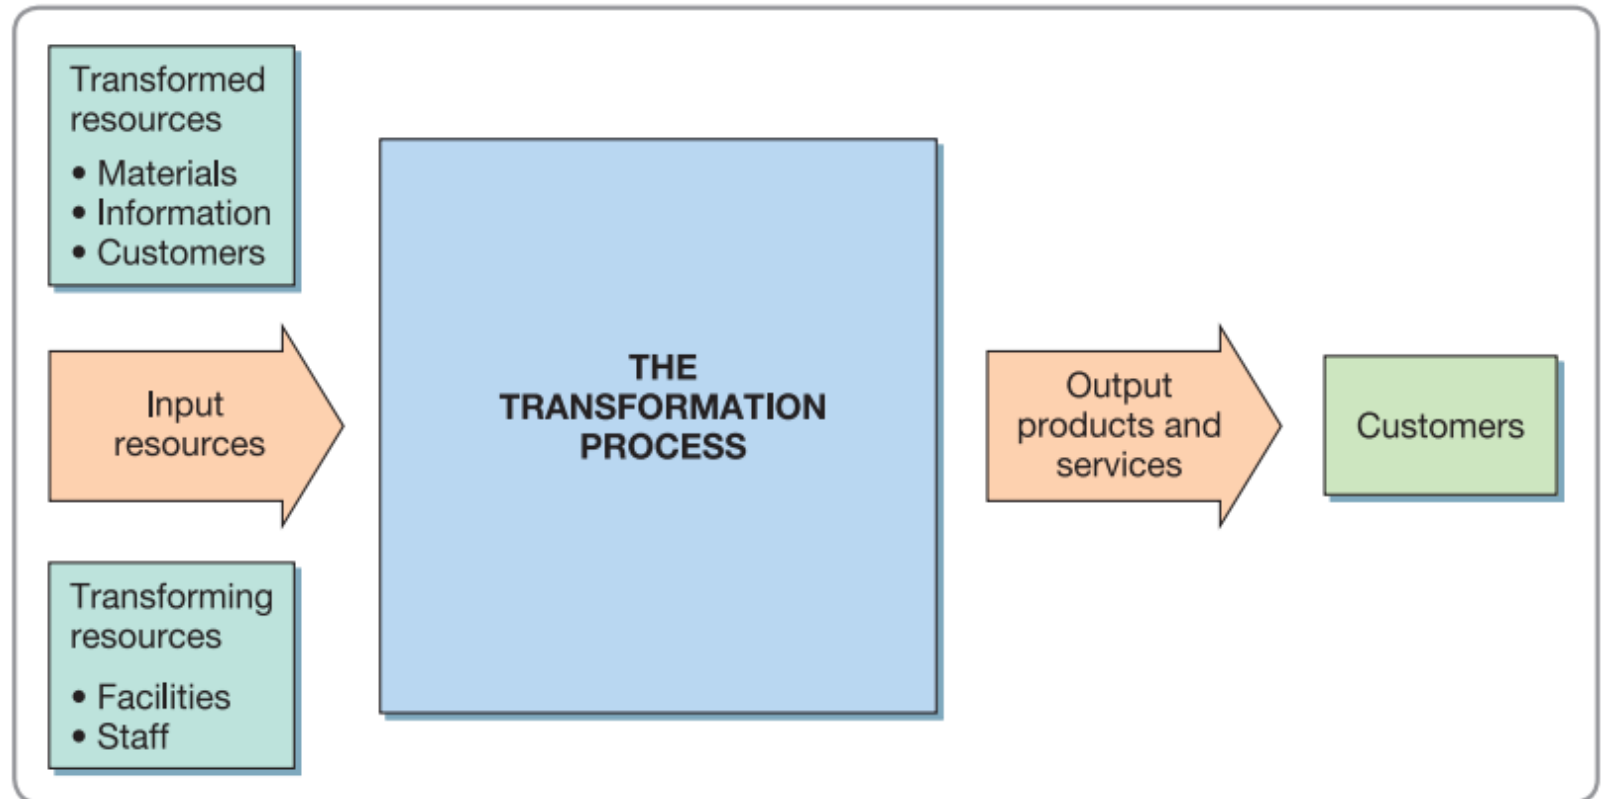 Transformed
resources
• Materials
• Information
• Customers
Input
resources
Transforming
resources
• Facilities
• Staff
THE
TRANSFORMATION
PROCESS
Output
products and
services
Customers